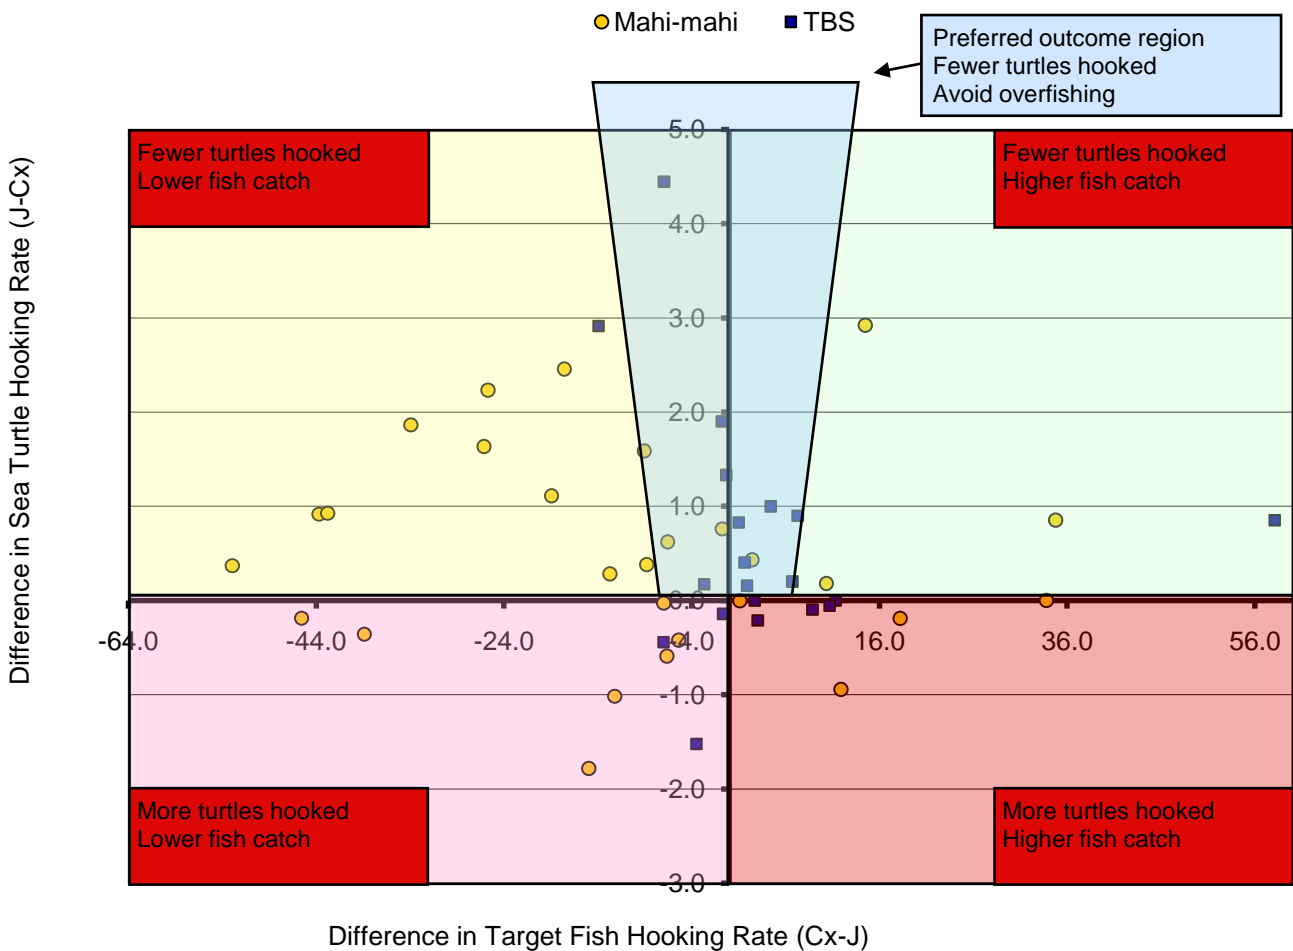 Mahi-mahi TBS
Preferred outcome region
Fewer turtles hooked
Avoid overfishing
Difference in Sea Turtle Hooking Rate (J-Cx)
Fewer turtles hooked
Lower fish catch
Fewer turtles hooked
Higher fish catch
5.0
4.0
3.0
2.0
1.0
0.0
-64.0 -44.0 -24.0 -4.0 16.0 36.0 56.0
-1.0
-2.0
-3.0
More turtles hooked
Lower fish catch
More turtles hooked
Higher fish catch
Difference in Target Fish Hooking Rate (Cx-J)